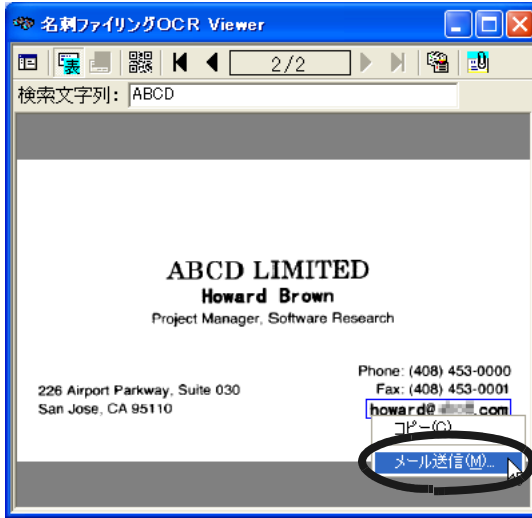 名刺ファイリングOCR Viewer
表
2/2
検索文字列: ABCD
ABCD LIMITED
Howard Brown
Project Manager, Software Research
Phone: (408) 453-0000
226 Airport Parkway, Suite 030
Fax: (408) 453-0001
San Jose, CA 95110
howard@ .com
コピー(C)
メール送信(M)...